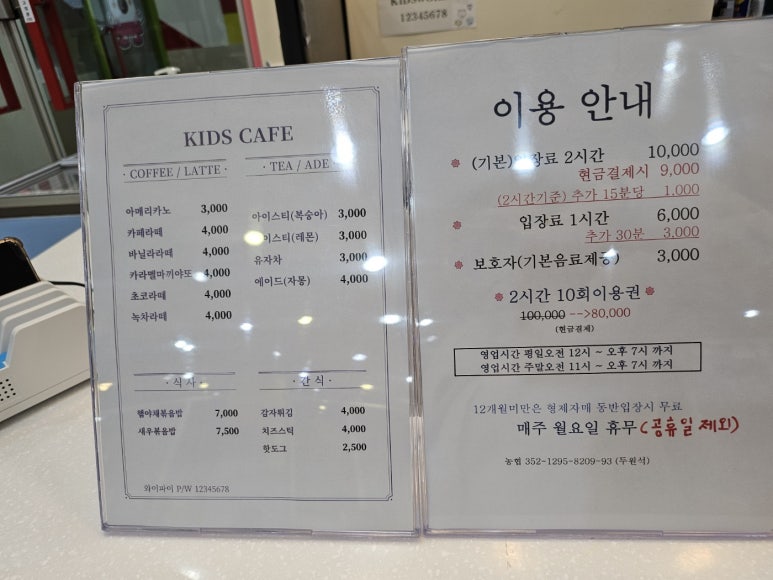 KIDSWORLD
12345678
KIDS CAFE
· COFFEE / LATTE ·
아메리카노 3,000
카페라떼 4,000
바닐라라떼 4,000
카라멜마끼야또 4,000
초코라떼 4,000
녹차라떼 4,000
· TEA / ADE ·
아이스티(복숭아) 3,000
아이스티(레몬) 3,000
유자차 3,000
에이드(자몽) 4,000
· 식사 ·
햄야채볶음밥 7,000
새우볶음밥 7,500
· 간식 ·
감자튀김 4,000
치즈스틱 4,000
핫도그 2,500
와이파이 P/W 12345678
이용 안내
(기본)입장료 2시간 10,000
현금결제시 9,000
(2시간기준) 추가 15분당 1,000
입장료 1시간 6,000
추가 30분 3,000
보호자(기본음료제공) 3,000
2시간 10회이용권
100,000 -->80,000
(현금결제)
영업시간 평일오전 12시 ~ 오후 7시 까지
영업시간 주말오전 11시 ~ 오후 7시 까지
12개월미만은 형제자매 동반입장시 무료
매주 월요일 휴무(공휴일 제외)
농협 352-1295-8209-93 (두원석)